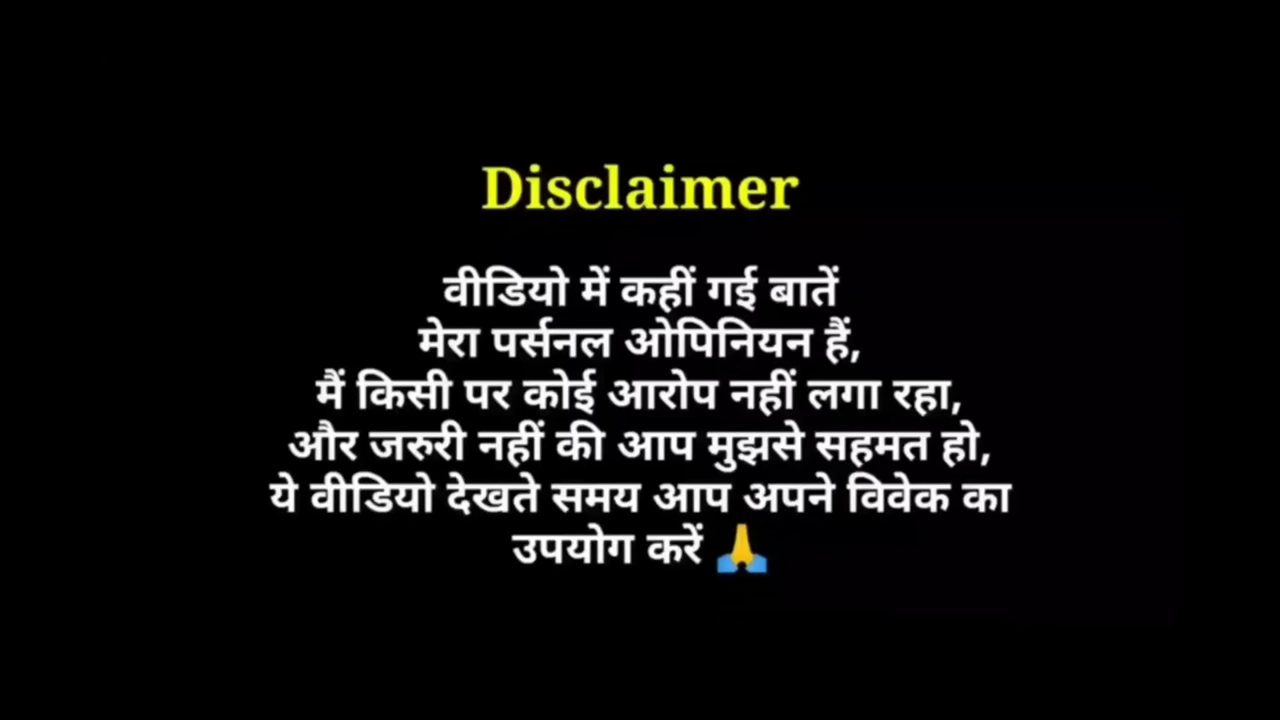 Disclaimer
वीडियो में कहीं गई बातें
मेरा पर्सनल ओपिनियन हैं,
मैं किसी पर कोई आरोप नहीं लगा रहा,
और जरुरी नहीं की आप मुझसे सहमत हो,
ये वीडियो देखते समय आप अपने विवेक का
उपयोग करें 🙏